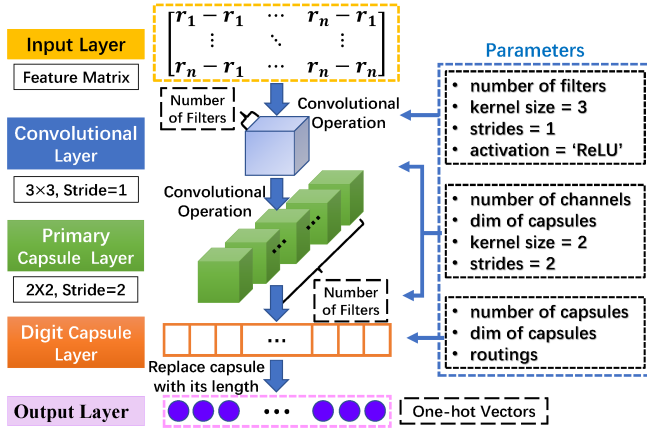 Input Layer
Feature Matrix
r₁ − r₁ ⋯ rₙ − r₁
⋮ ⋱ ⋮
rₙ − r₁ ⋯ rₙ − rₙ
Number
of Filters
Convolutional
Operation
Convolutional
Layer
3×3, Stride=1
Convolutional
Operation
Primary
Capsule Layer
2X2, Stride=2
Number
of Filters
Digit Capsule
Layer
...
Replace capsule
with its length
Output Layer
...
One-hot Vectors
Parameters
• number of filters
• kernel size = 3
• strides = 1
• activation = ‘ReLU’
• number of channels
• dim of capsules
• kernel size = 2
• strides = 2
• number of capsules
• dim of capsules
• routings